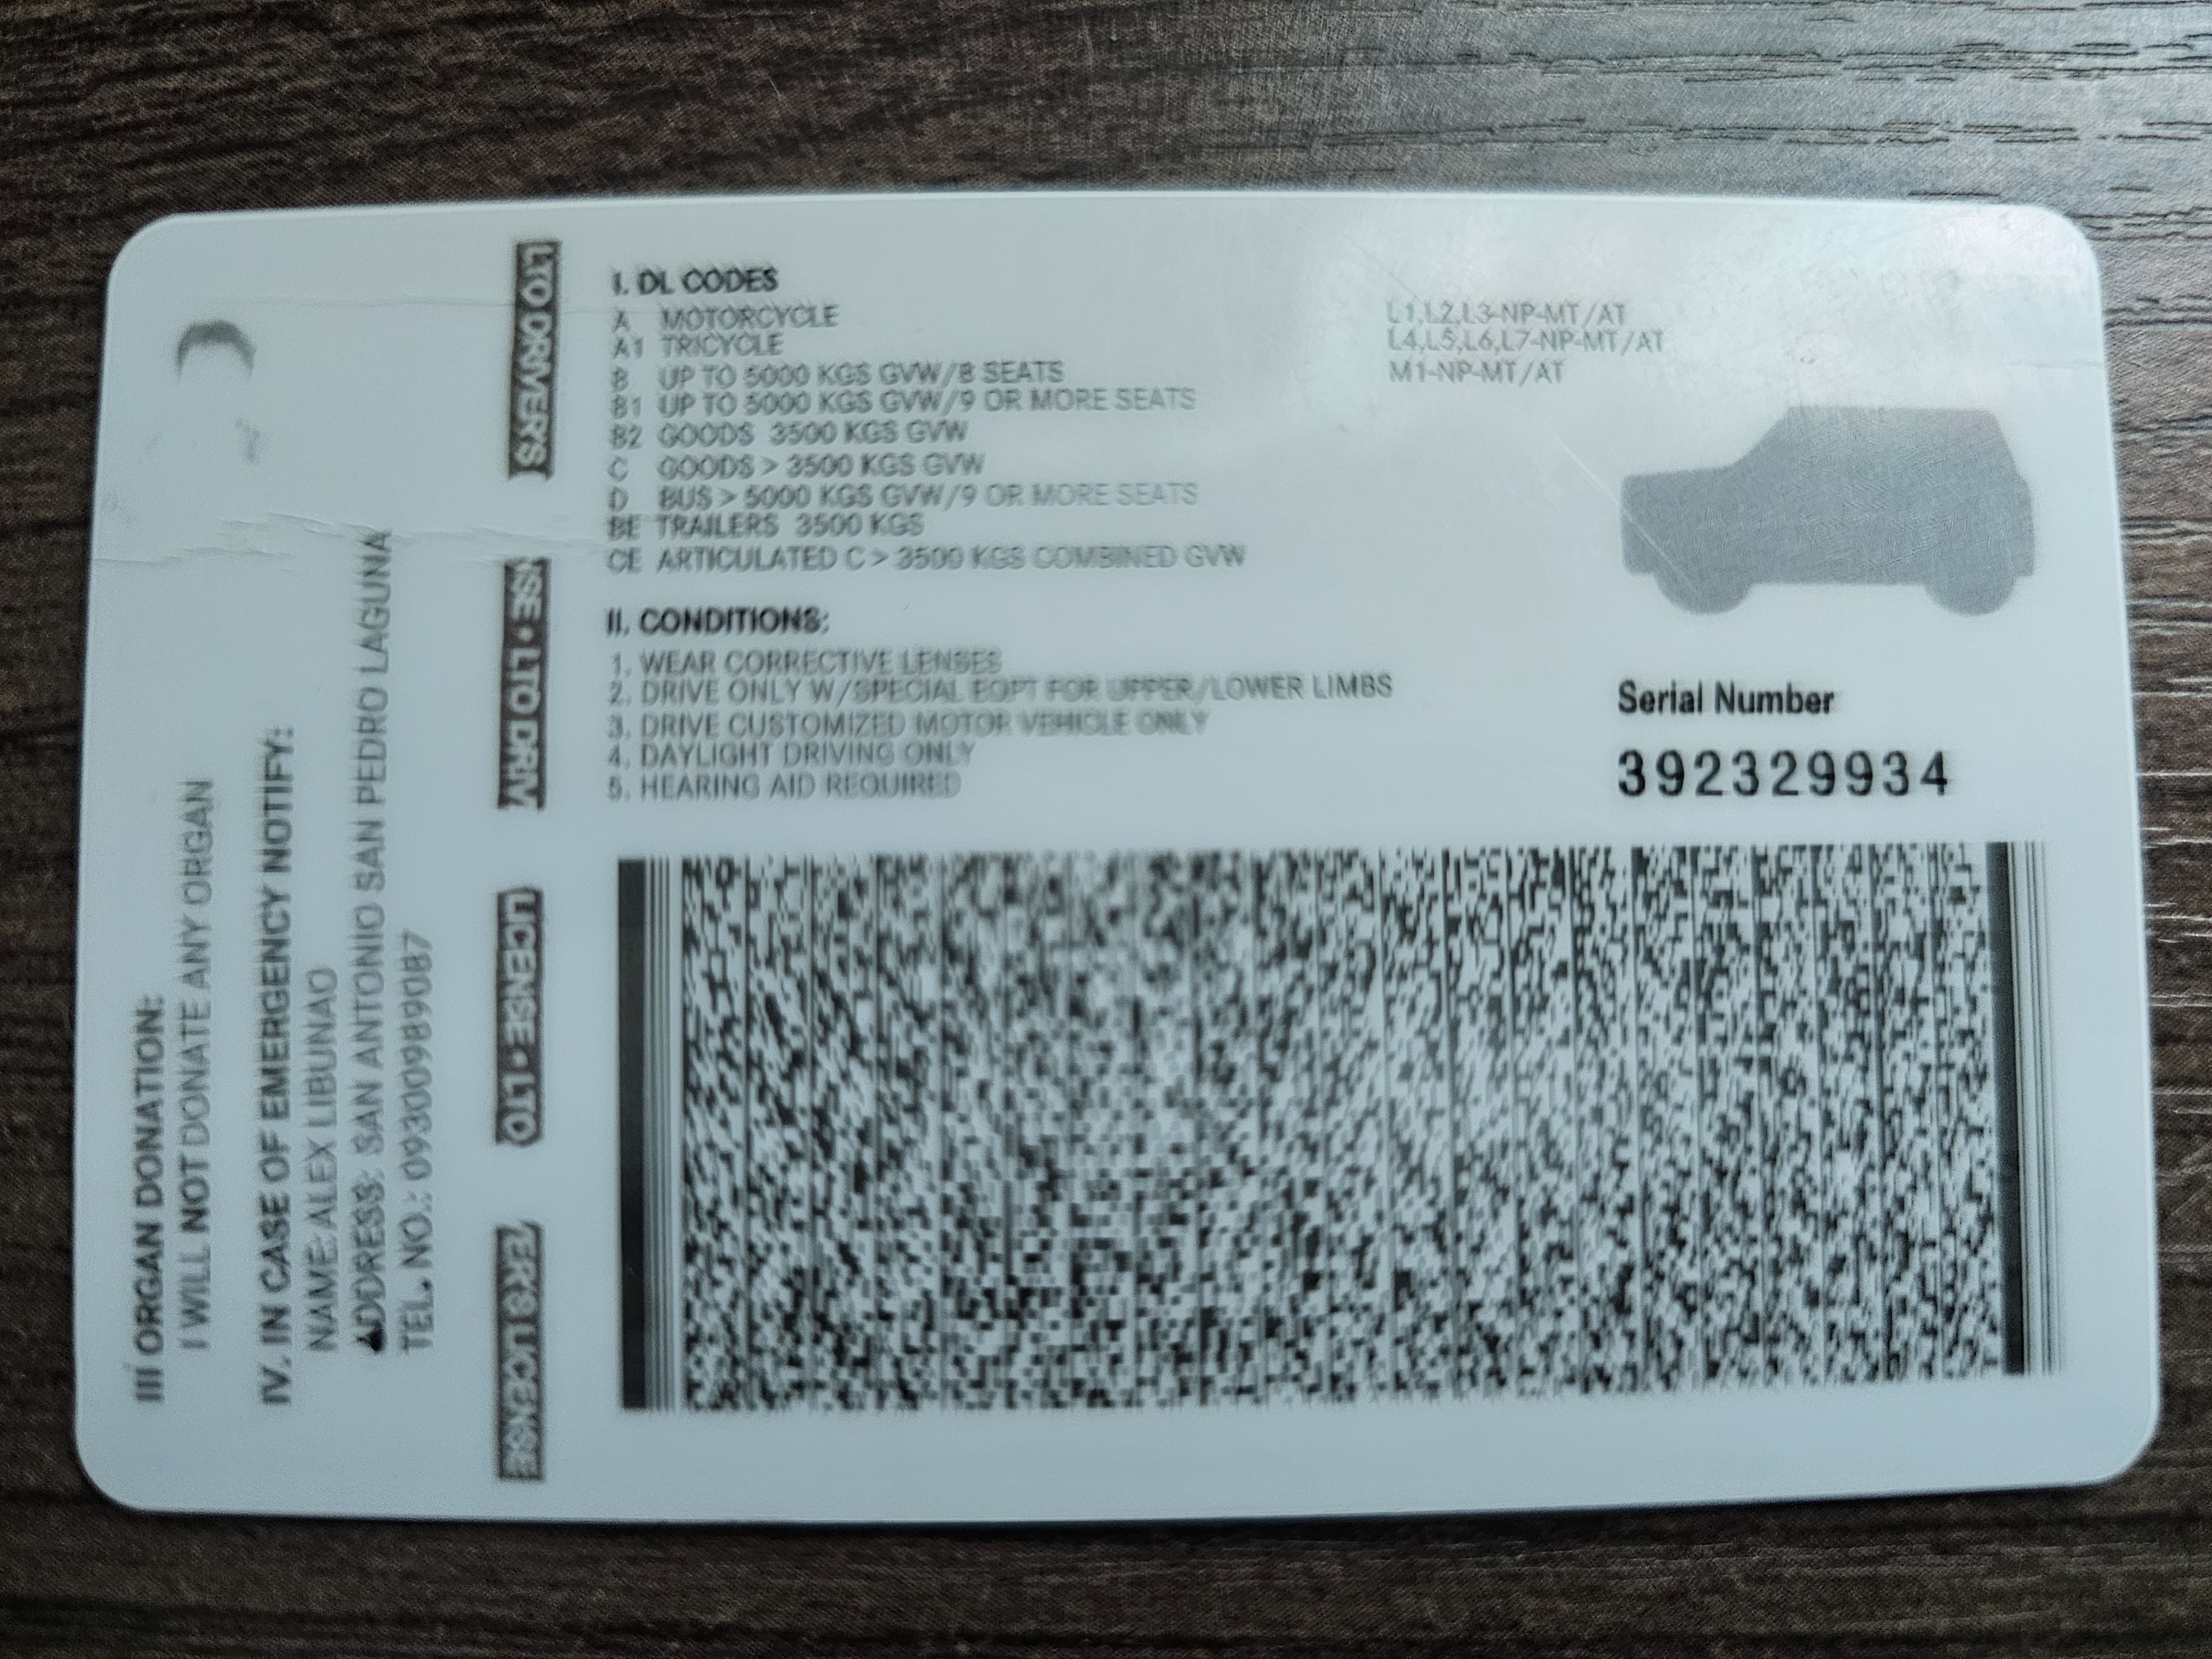 I. DL CODES
A MOTORCYCLE L1,L2,L3-NP-MT/AT
A1 TRICYCLE L4,L5,L6,L7-NP-MT/AT
B UP TO 5000 KGS GVW/8 SEATS M1-NP-MT/AT
B1 UP TO 5000 KGS GVW/9 OR MORE SEATS
B2 GOODS 3500 KGS GVW
C GOODS > 3500 KGS GVW
D BUS > 5000 KGS GVW/9 OR MORE SEATS
BE TRAILERS 3500 KGS
CE ARTICULATED C > 3500 KGS COMBINED GVW
II. CONDITIONS:
1. WEAR CORRECTIVE LENSES
2. DRIVE ONLY W/SPECIAL EQPT FOR UPPER/LOWER LIMBS
3. DRIVE CUSTOMIZED MOTOR VEHICLE ONLY
4. DAYLIGHT DRIVING ONLY
5. HEARING AID REQUIRED
Serial Number
392329934
III ORGAN DONATION:
I WILL NOT DONATE ANY ORGAN
IV. IN CASE OF EMERGENCY NOTIFY:
NAME: ALEX LIBUNAO
ADDRESS: SAN ANTONIO SAN PEDRO LAGUNA
TEL. NO.: 09300989087
ERS LICENSE
LICENSE • LTO
NSE • LTO DRIV
LTO DRIVERS